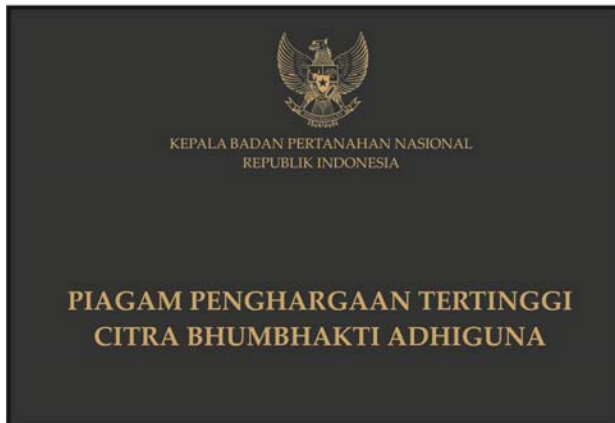 KEPALA BADAN PERTANAHAN NASIONAL
REPUBLIK INDONESIA
PIAGAM PENGHARGAAN TERTINGGI
CITRA BHUMBHAKTI ADHIGUNA